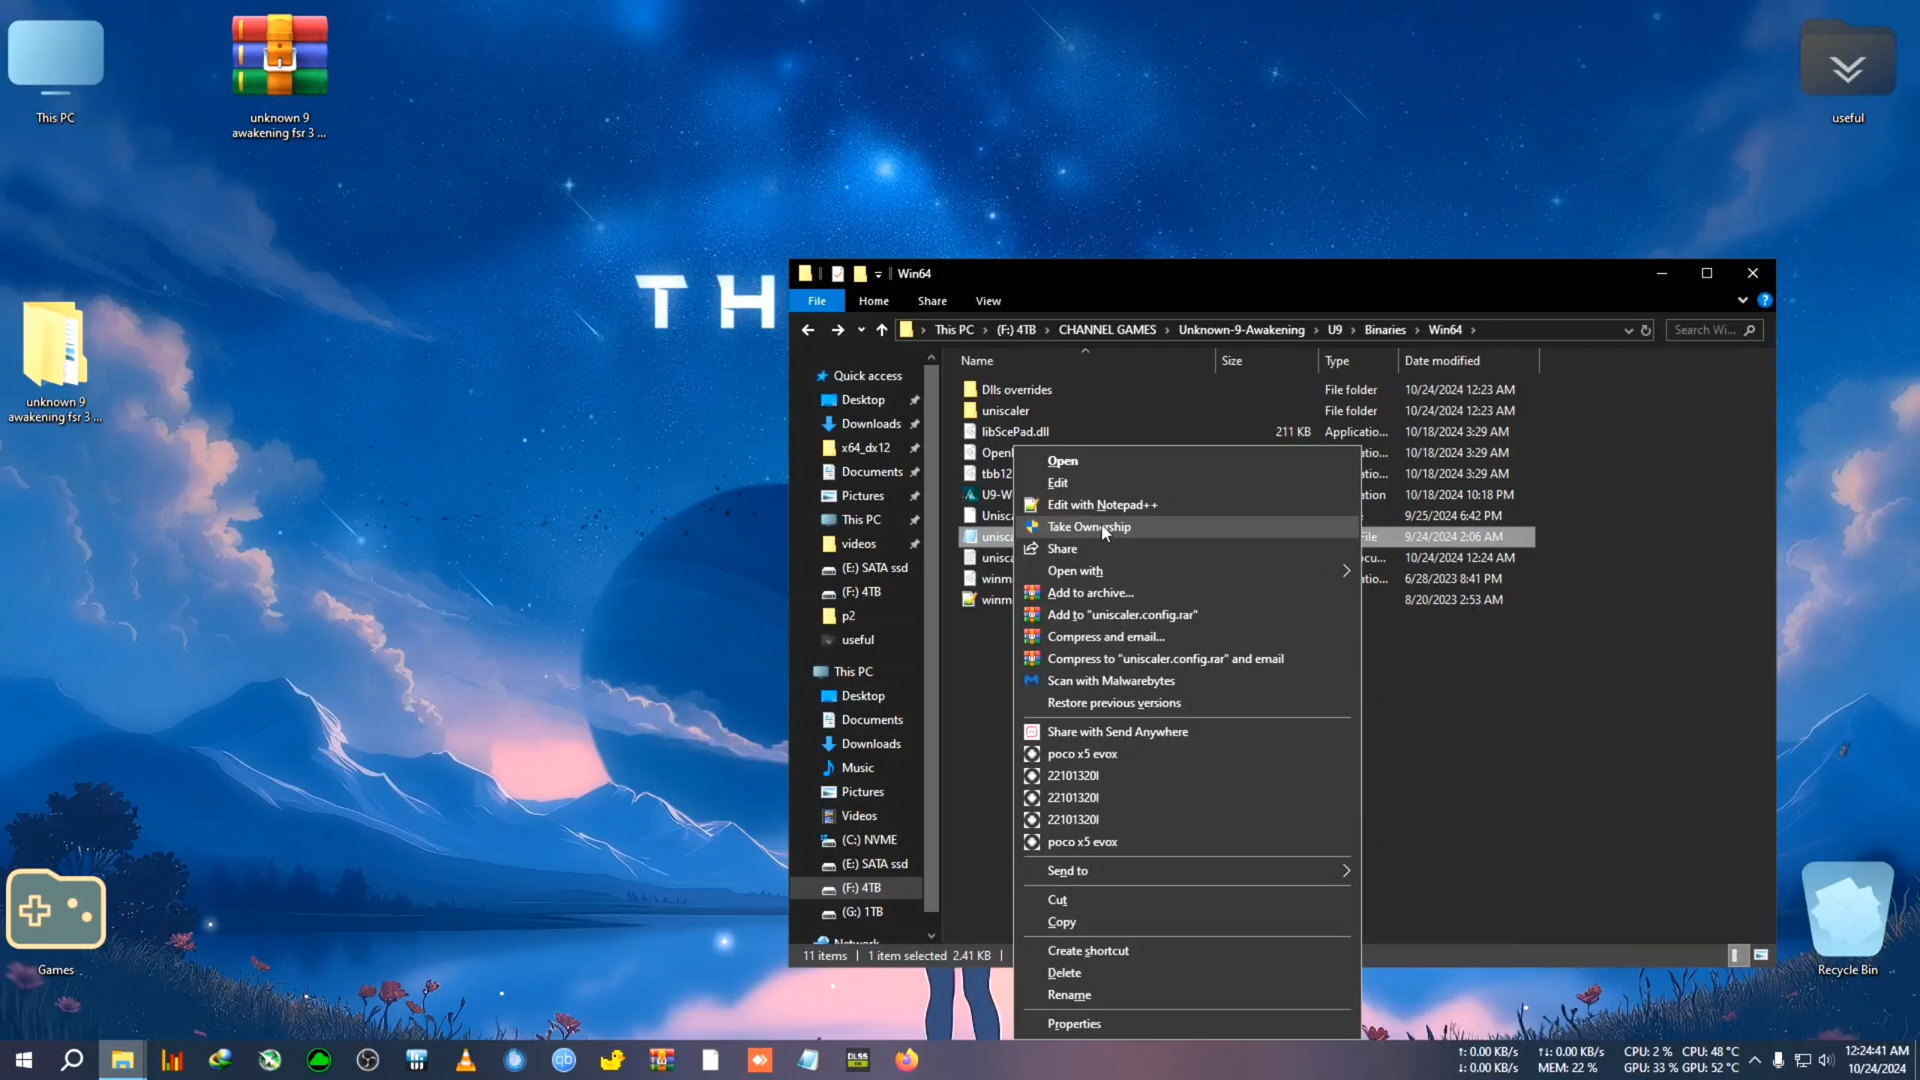 This PC
unknown 9
awakening fsr 3 ...
useful
unknown 9
awakening fsr 3 ...
Games
Recycle Bin
T H
Win64
File
Home
Share
View
This PC
(F:) 4TB
CHANNEL GAMES
Unknown-9-Awakening
U9
Binaries
Win64
Search Wi...
Quick access
Desktop
Downloads
x64_dx12
Documents
Pictures
This PC
videos
(E:) SATA ssd
(F:) 4TB
p2
useful
This PC
Desktop
Documents
Downloads
Music
Pictures
Videos
(C:) NVME
(E:) SATA ssd
(F:) 4TB
(G:) 1TB
Network
Name
Size
Type
Date modified
Dlls overrides
File folder
10/24/2024 12:23 AM
uniscaler
File folder
10/24/2024 12:23 AM
libScePad.dll
211 KB
Applicatio...
10/18/2024 3:29 AM
OpenI
tio...
10/18/2024 3:29 AM
tbb12
tio...
10/18/2024 3:29 AM
U9-W
ation
10/18/2024 10:18 PM
Unisc
9/25/2024 6:42 PM
unisc
File
9/24/2024 2:06 AM
unisc
cu...
10/24/2024 12:24 AM
winm
tio...
6/28/2023 8:41 PM
winm
8/20/2023 2:53 AM
Open
Edit
Edit with Notepad++
Take Ownership
Share
Open with
Add to archive...
Add to "uniscaler.config.rar"
Compress and email...
Compress to "uniscaler.config.rar" and email
Scan with Malwarebytes
Restore previous versions
Share with Send Anywhere
poco x5 evox
22101320I
22101320I
22101320I
poco x5 evox
Send to
Cut
Copy
Create shortcut
Delete
Rename
Properties
11 items
1 item selected 2.41 KB
DLSS
↑: 0.00 KB/s
↓: 0.00 KB/s
↑↓: 0.00 KB/s
MEM: 22 %
CPU: 2 % CPU: 48 °C
GPU: 33 % GPU: 52 °C
12:24:41 AM
10/24/2024